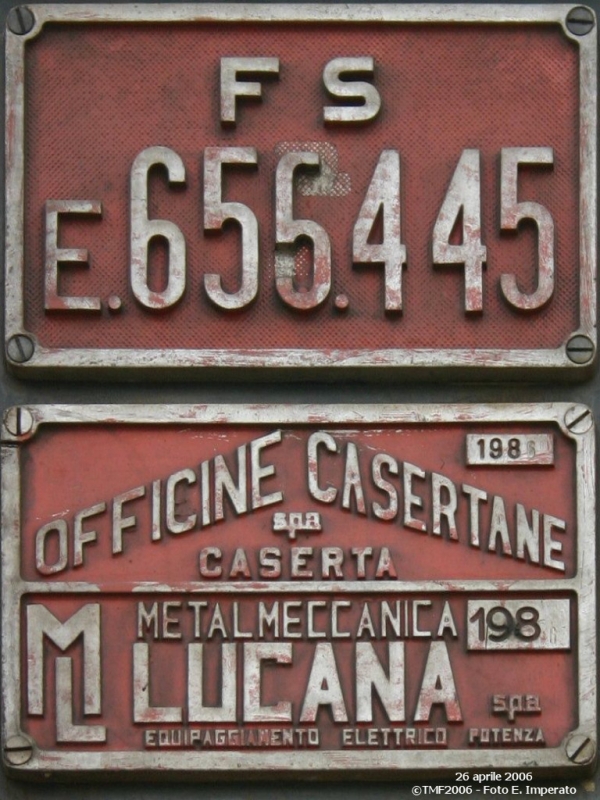 FS
E.656.445
OFFICINE CASERTANE
198
spa
CASERTA
ML
METALMECCANICA
198
LUCANA
spa
EQUIPAGGIAMENTO ELETTRICO POTENZA
26 aprile 2006
©TMF2006 - Foto E. Imperato